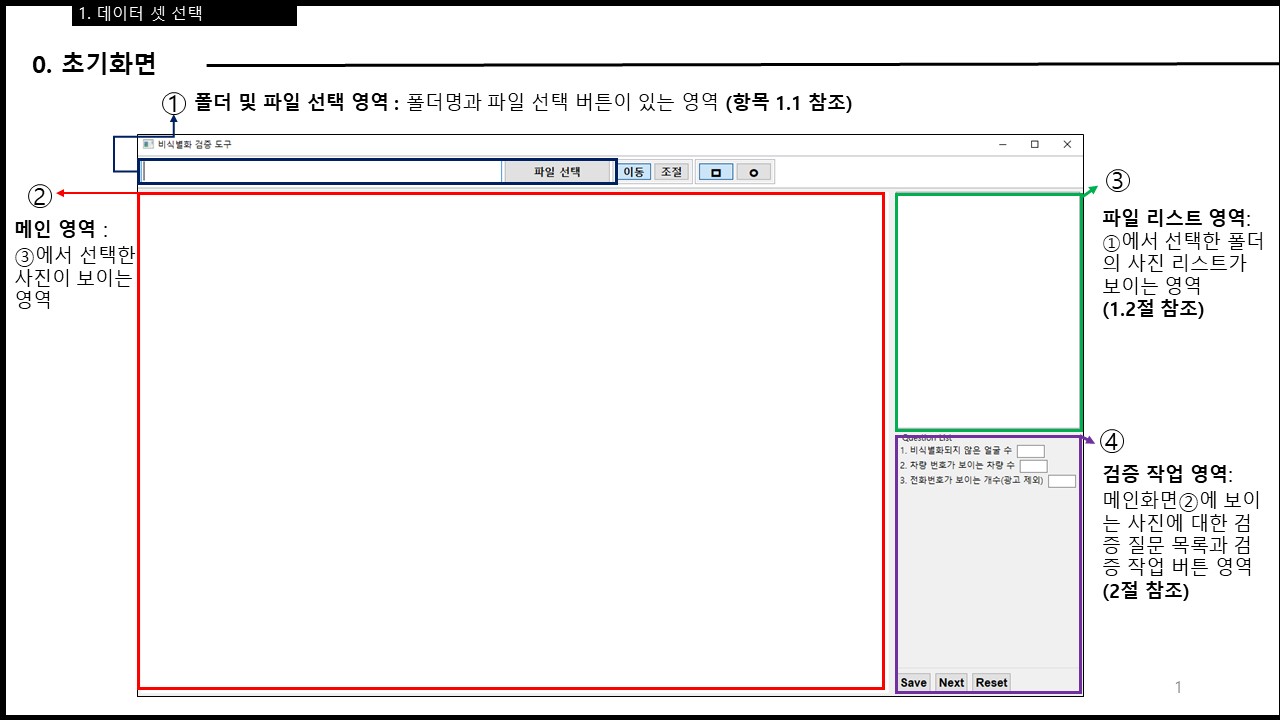 1. 데이터 셋 선택
0. 초기화면
① 폴더 및 파일 선택 영역 : 폴더명과 파일 선택 버튼이 있는 영역 (항목 1.1 참조)
비식별화 검증 도구
파일 선택 이동 조절
②
메인 영역 :
③에서 선택한
사진이 보이는
영역
③
파일 리스트 영역:
①에서 선택한 폴더
의 사진 리스트가
보이는 영역
(1.2절 참조)
Question List
1. 비식별화되지 않은 얼굴 수
2. 차량 번호가 보이는 차량 수
3. 전화번호가 보이는 개수(광고 제외)
④
검증 작업 영역:
메인화면②에 보이
는 사진에 대한 검
증 질문 목록과 검
증 작업 버튼 영역
(2절 참조)
Save Next Reset
1